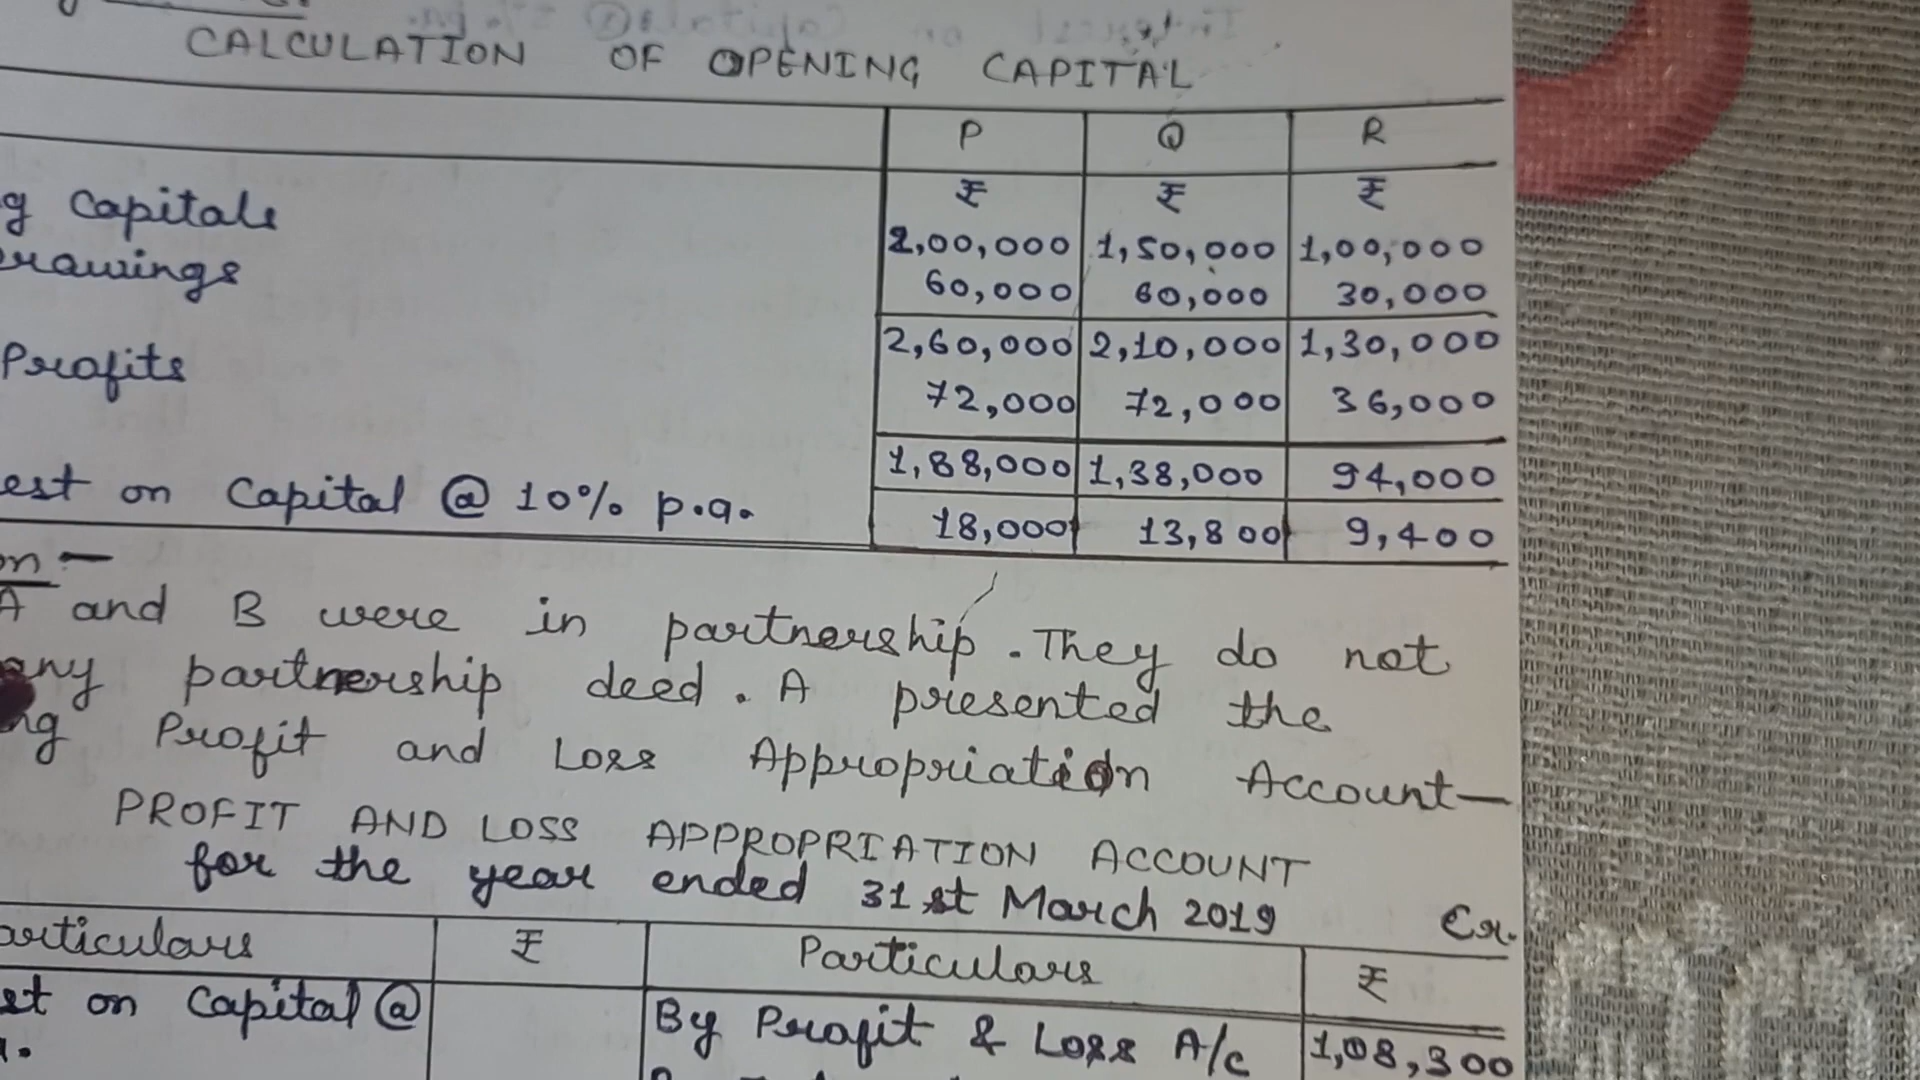 CALCULATION OF OPENING CAPITAL
P Q R
₹ ₹ ₹
g Capitals 2,00,000 1,50,000 1,00,000
rawings 60,000 60,000 30,000
2,60,000 2,10,000 1,30,000
Profits 72,000 72,000 36,000
1,88,000 1,38,000 94,000
est on Capital @ 10% p.a. 18,000 13,800 9,400
on —
A and B were in partnership. They do not
any partnership deed. A presented the
ng Profit and Loss Appropriation Account—
PROFIT AND LOSS APPROPRIATION ACCOUNT
for the year ended 31st March 2019 Cr.
articulars ₹ Particulars ₹
st on Capital @ By Profit & Loss A/c 1,08,300